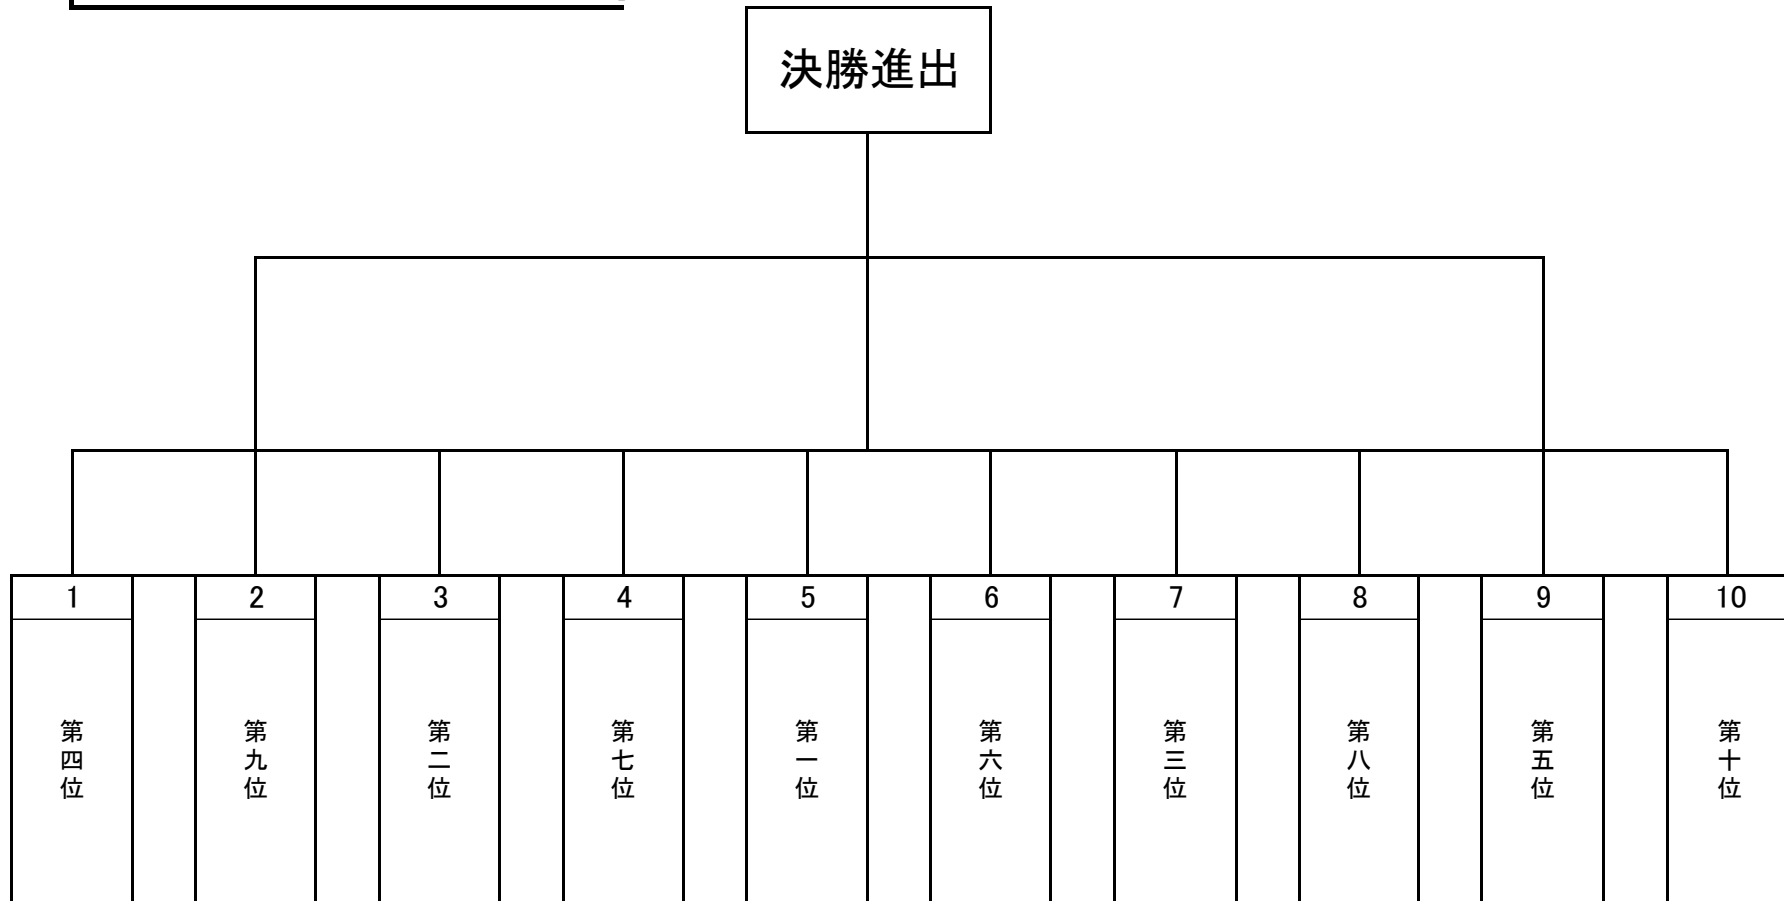 決勝進出
1 2 3 4 5 6 7 8 9 10
第四位
第九位
第二位
第七位
第一位
第六位
第三位
第八位
第五位
第十位